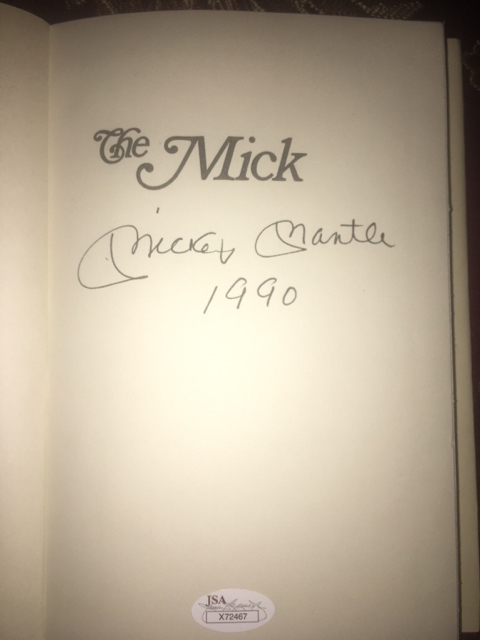 The Mick
Mickey Mantle
1990
JSA
X72467